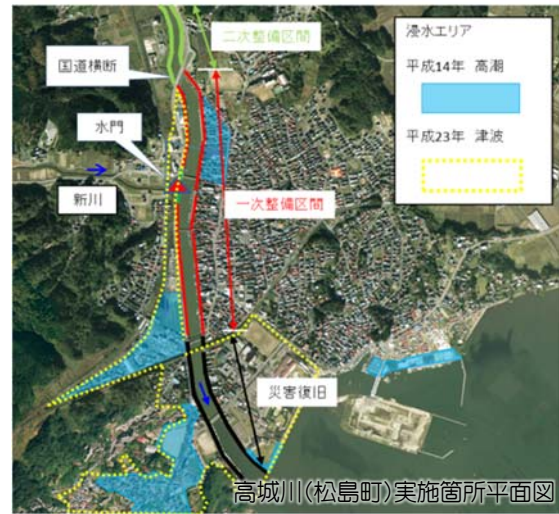 二次整備区間
国道横断
水門
新川
一次整備区間
災害復旧
浸水エリア
平成14年 高潮
平成23年 津波
高城川(松島町)実施箇所平面図